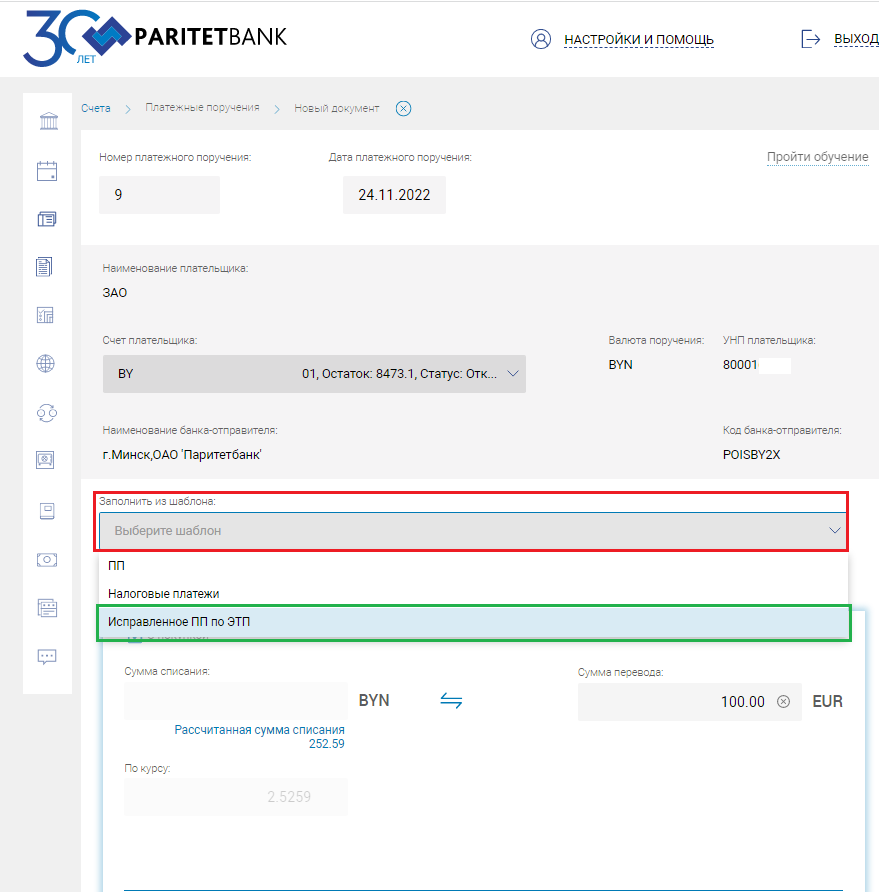 30 ЛЕТ PARITETBANK
НАСТРОЙКИ И ПОМОЩЬ
ВЫХОД
Счета
Платежные поручения
Новый документ
Номер платежного поручения:
Дата платежного поручения:
Пройти обучение
9
24.11.2022
Наименование плательщика:
ЗАО
Счет плательщика:
Валюта поручения:
УНП плательщика:
BY 01, Остаток: 8473.1, Статус: Отк...
BYN
80001
Наименование банка-отправителя:
Код банка-отправителя:
г.Минск,ОАО 'Паритетбанк'
POISBY2X
Заполнить из шаблона:
Выберите шаблон
ПП
Налоговые платежи
Исправленное ПП по ЭТП
Сумма списания:
Сумма перевода:
BYN
100.00
EUR
Рассчитанная сумма списания
252.59
По курсу:
2.5259